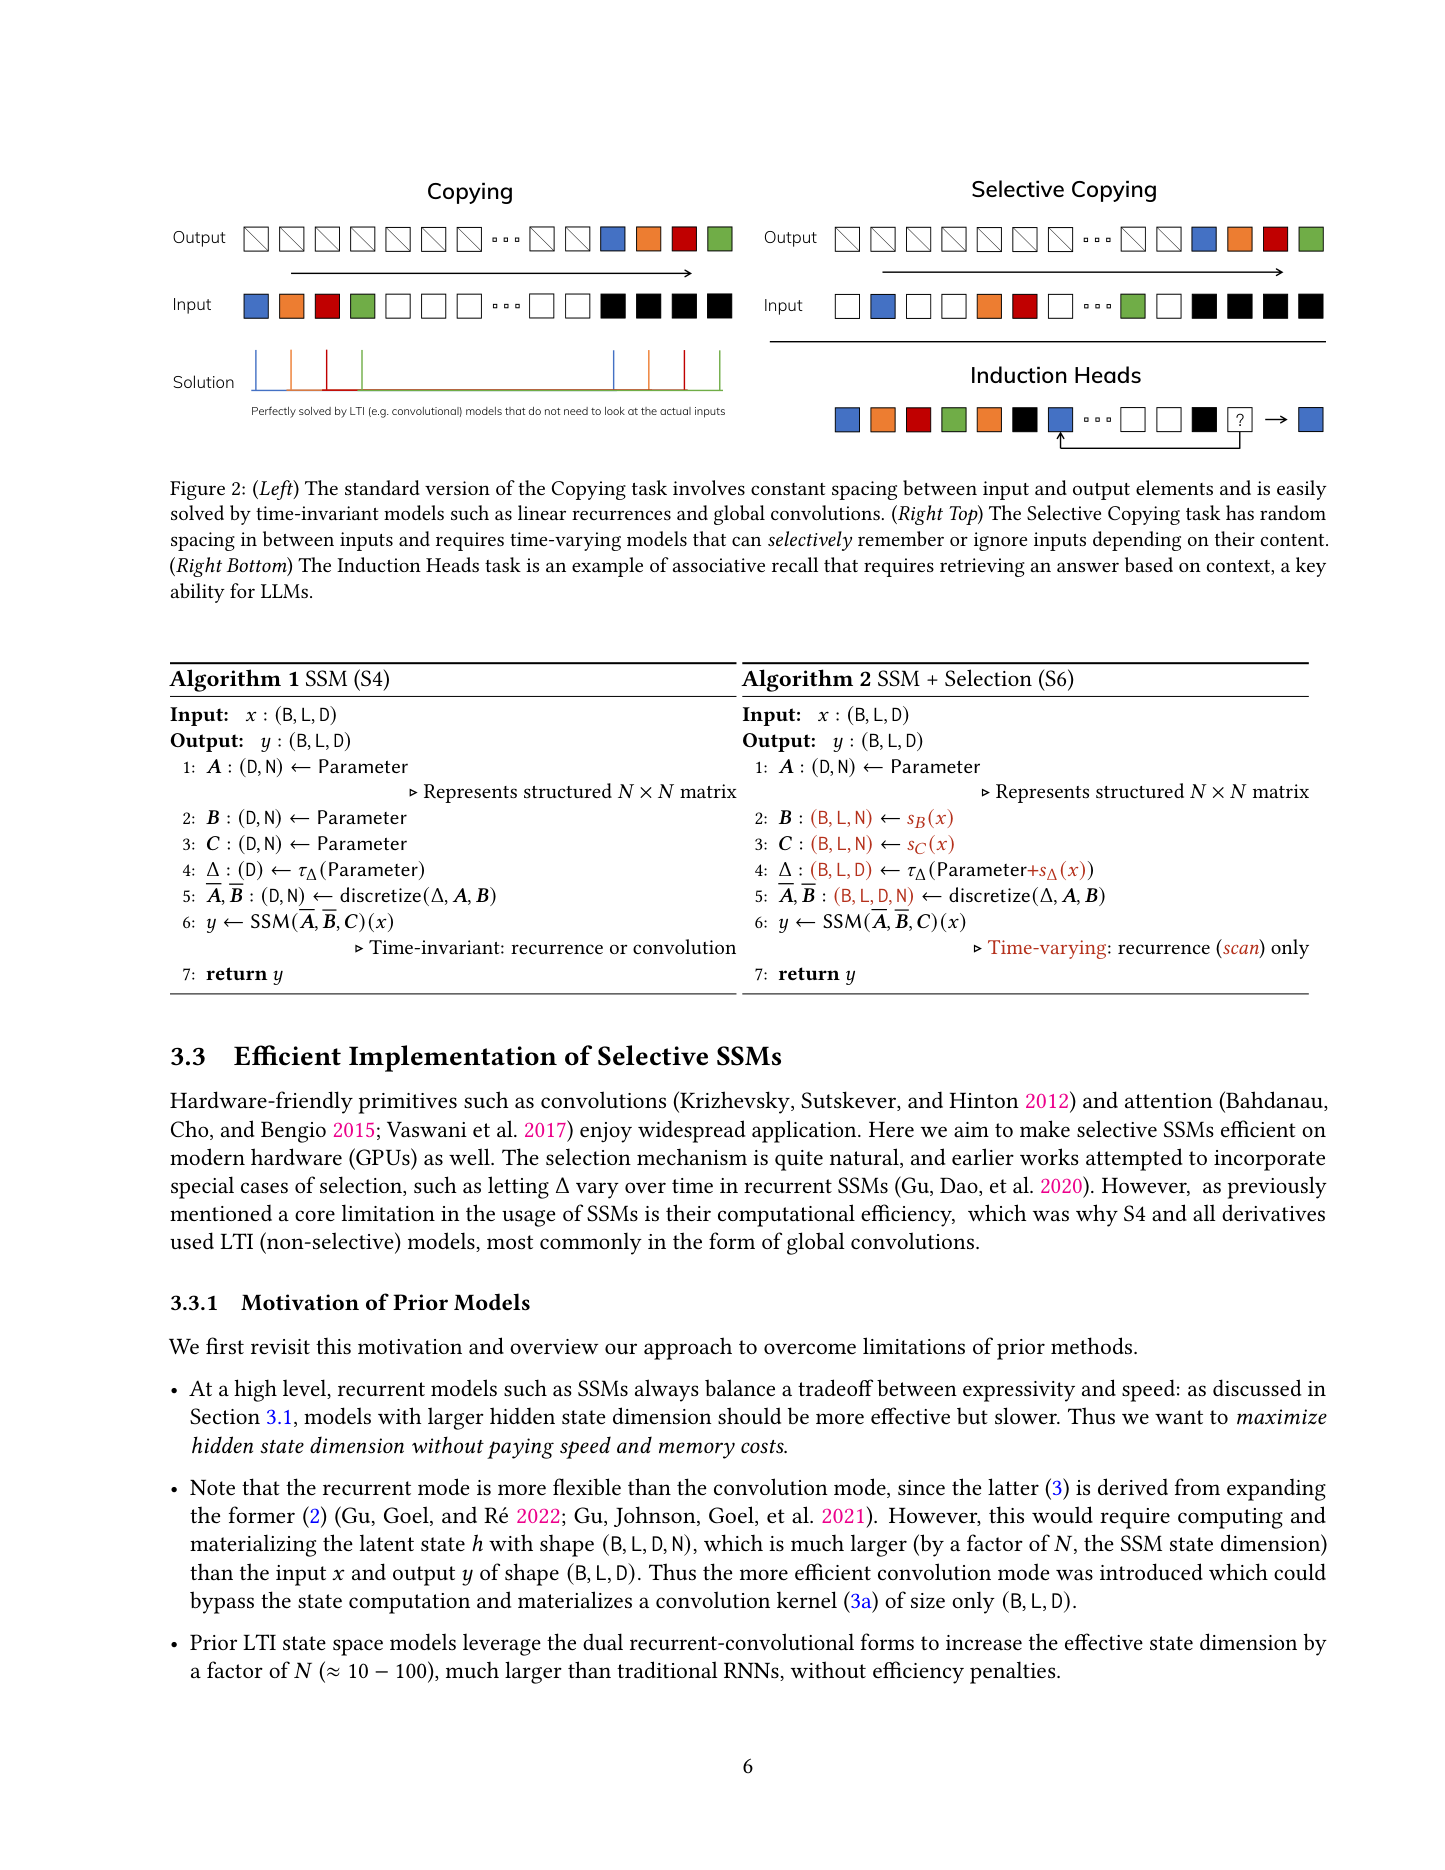 Copying
Output
Input
Solution
Perfectly solved by LTI (e.g. convolutional) models that do not need to look at the actual inputs
Selective Copying
Output
Input
Induction Heads
?
Figure 2: (Left) The standard version of the Copying task involves constant spacing between input and output elements and is easily
solved by time-invariant models such as linear recurrences and global convolutions. (Right Top) The Selective Copying task has random
spacing in between inputs and requires time-varying models that can selectively remember or ignore inputs depending on their content.
(Right Bottom) The Induction Heads task is an example of associative recall that requires retrieving an answer based on context, a key
ability for LLMs.
Algorithm 1 SSM (S4)
Input: x : (B, L, D)
Output: y : (B, L, D)
1: A : (D, N) ← Parameter
▹ Represents structured N × N matrix
2: B : (D, N) ← Parameter
3: C : (D, N) ← Parameter
4: Δ : (D) ← τ_Δ(Parameter)
5: A̅, B̅ : (D, N) ← discretize(Δ, A, B)
6: y ← SSM(A̅, B̅, C)(x)
▹ Time-invariant: recurrence or convolution
7: return y
Algorithm 2 SSM + Selection (S6)
Input: x : (B, L, D)
Output: y : (B, L, D)
1: A : (D, N) ← Parameter
▹ Represents structured N × N matrix
2: B : (B, L, N) ← s_B(x)
3: C : (B, L, N) ← s_C(x)
4: Δ : (B, L, D) ← τ_Δ(Parameter+s_Δ(x))
5: A̅, B̅ : (B, L, D, N) ← discretize(Δ, A, B)
6: y ← SSM(A̅, B̅, C)(x)
▹ Time-varying: recurrence (scan) only
7: return y
3.3 Efficient Implementation of Selective SSMs
Hardware-friendly primitives such as convolutions (Krizhevsky, Sutskever, and Hinton 2012) and attention (Bahdanau,
Cho, and Bengio 2015; Vaswani et al. 2017) enjoy widespread application. Here we aim to make selective SSMs efficient on
modern hardware (GPUs) as well. The selection mechanism is quite natural, and earlier works attempted to incorporate
special cases of selection, such as letting Δ vary over time in recurrent SSMs (Gu, Dao, et al. 2020). However, as previously
mentioned a core limitation in the usage of SSMs is their computational efficiency, which was why S4 and all derivatives
used LTI (non-selective) models, most commonly in the form of global convolutions.
3.3.1 Motivation of Prior Models
We first revisit this motivation and overview our approach to overcome limitations of prior methods.
• At a high level, recurrent models such as SSMs always balance a tradeoff between expressivity and speed: as discussed in
Section 3.1, models with larger hidden state dimension should be more effective but slower. Thus we want to maximize
hidden state dimension without paying speed and memory costs.
• Note that the recurrent mode is more flexible than the convolution mode, since the latter (3) is derived from expanding
the former (2) (Gu, Goel, and Ré 2022; Gu, Johnson, Goel, et al. 2021). However, this would require computing and
materializing the latent state h with shape (B, L, D, N), which is much larger (by a factor of N, the SSM state dimension)
than the input x and output y of shape (B, L, D). Thus the more efficient convolution mode was introduced which could
bypass the state computation and materializes a convolution kernel (3a) of size only (B, L, D).
• Prior LTI state space models leverage the dual recurrent-convolutional forms to increase the effective state dimension by
a factor of N (≈ 10 − 100), much larger than traditional RNNs, without efficiency penalties.
6